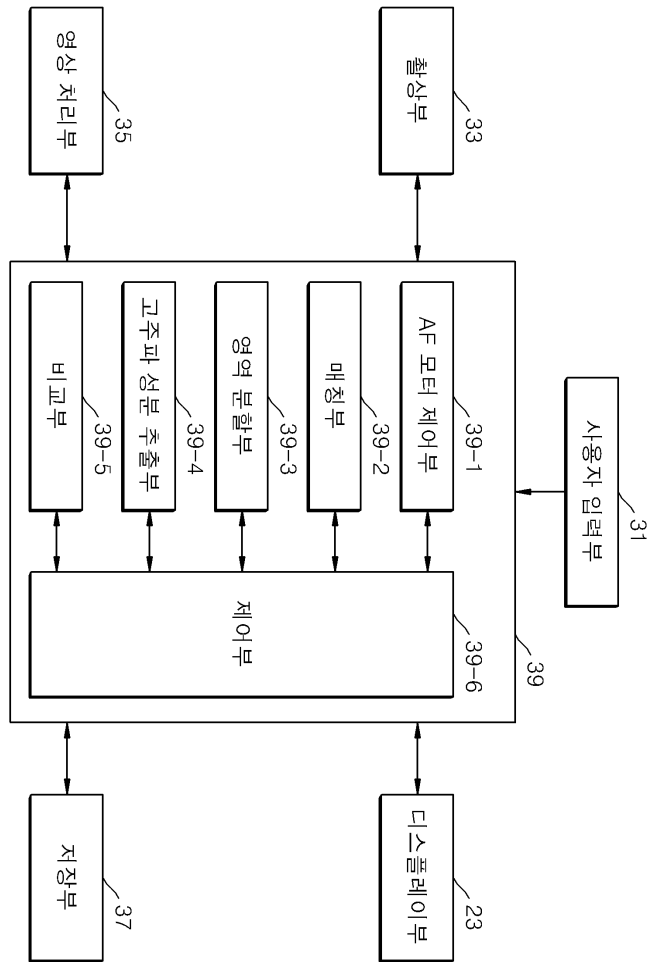 31
사용자 입력부
39
33
촬상부
39-1
AF 모터 제어부
39-6
23
디스플레이부
39-2
매칭부
39-3
영역 분할부
제어부
39-4
고주파 성분 추출부
35
영상 처리부
39-5
비교부
37
저장부